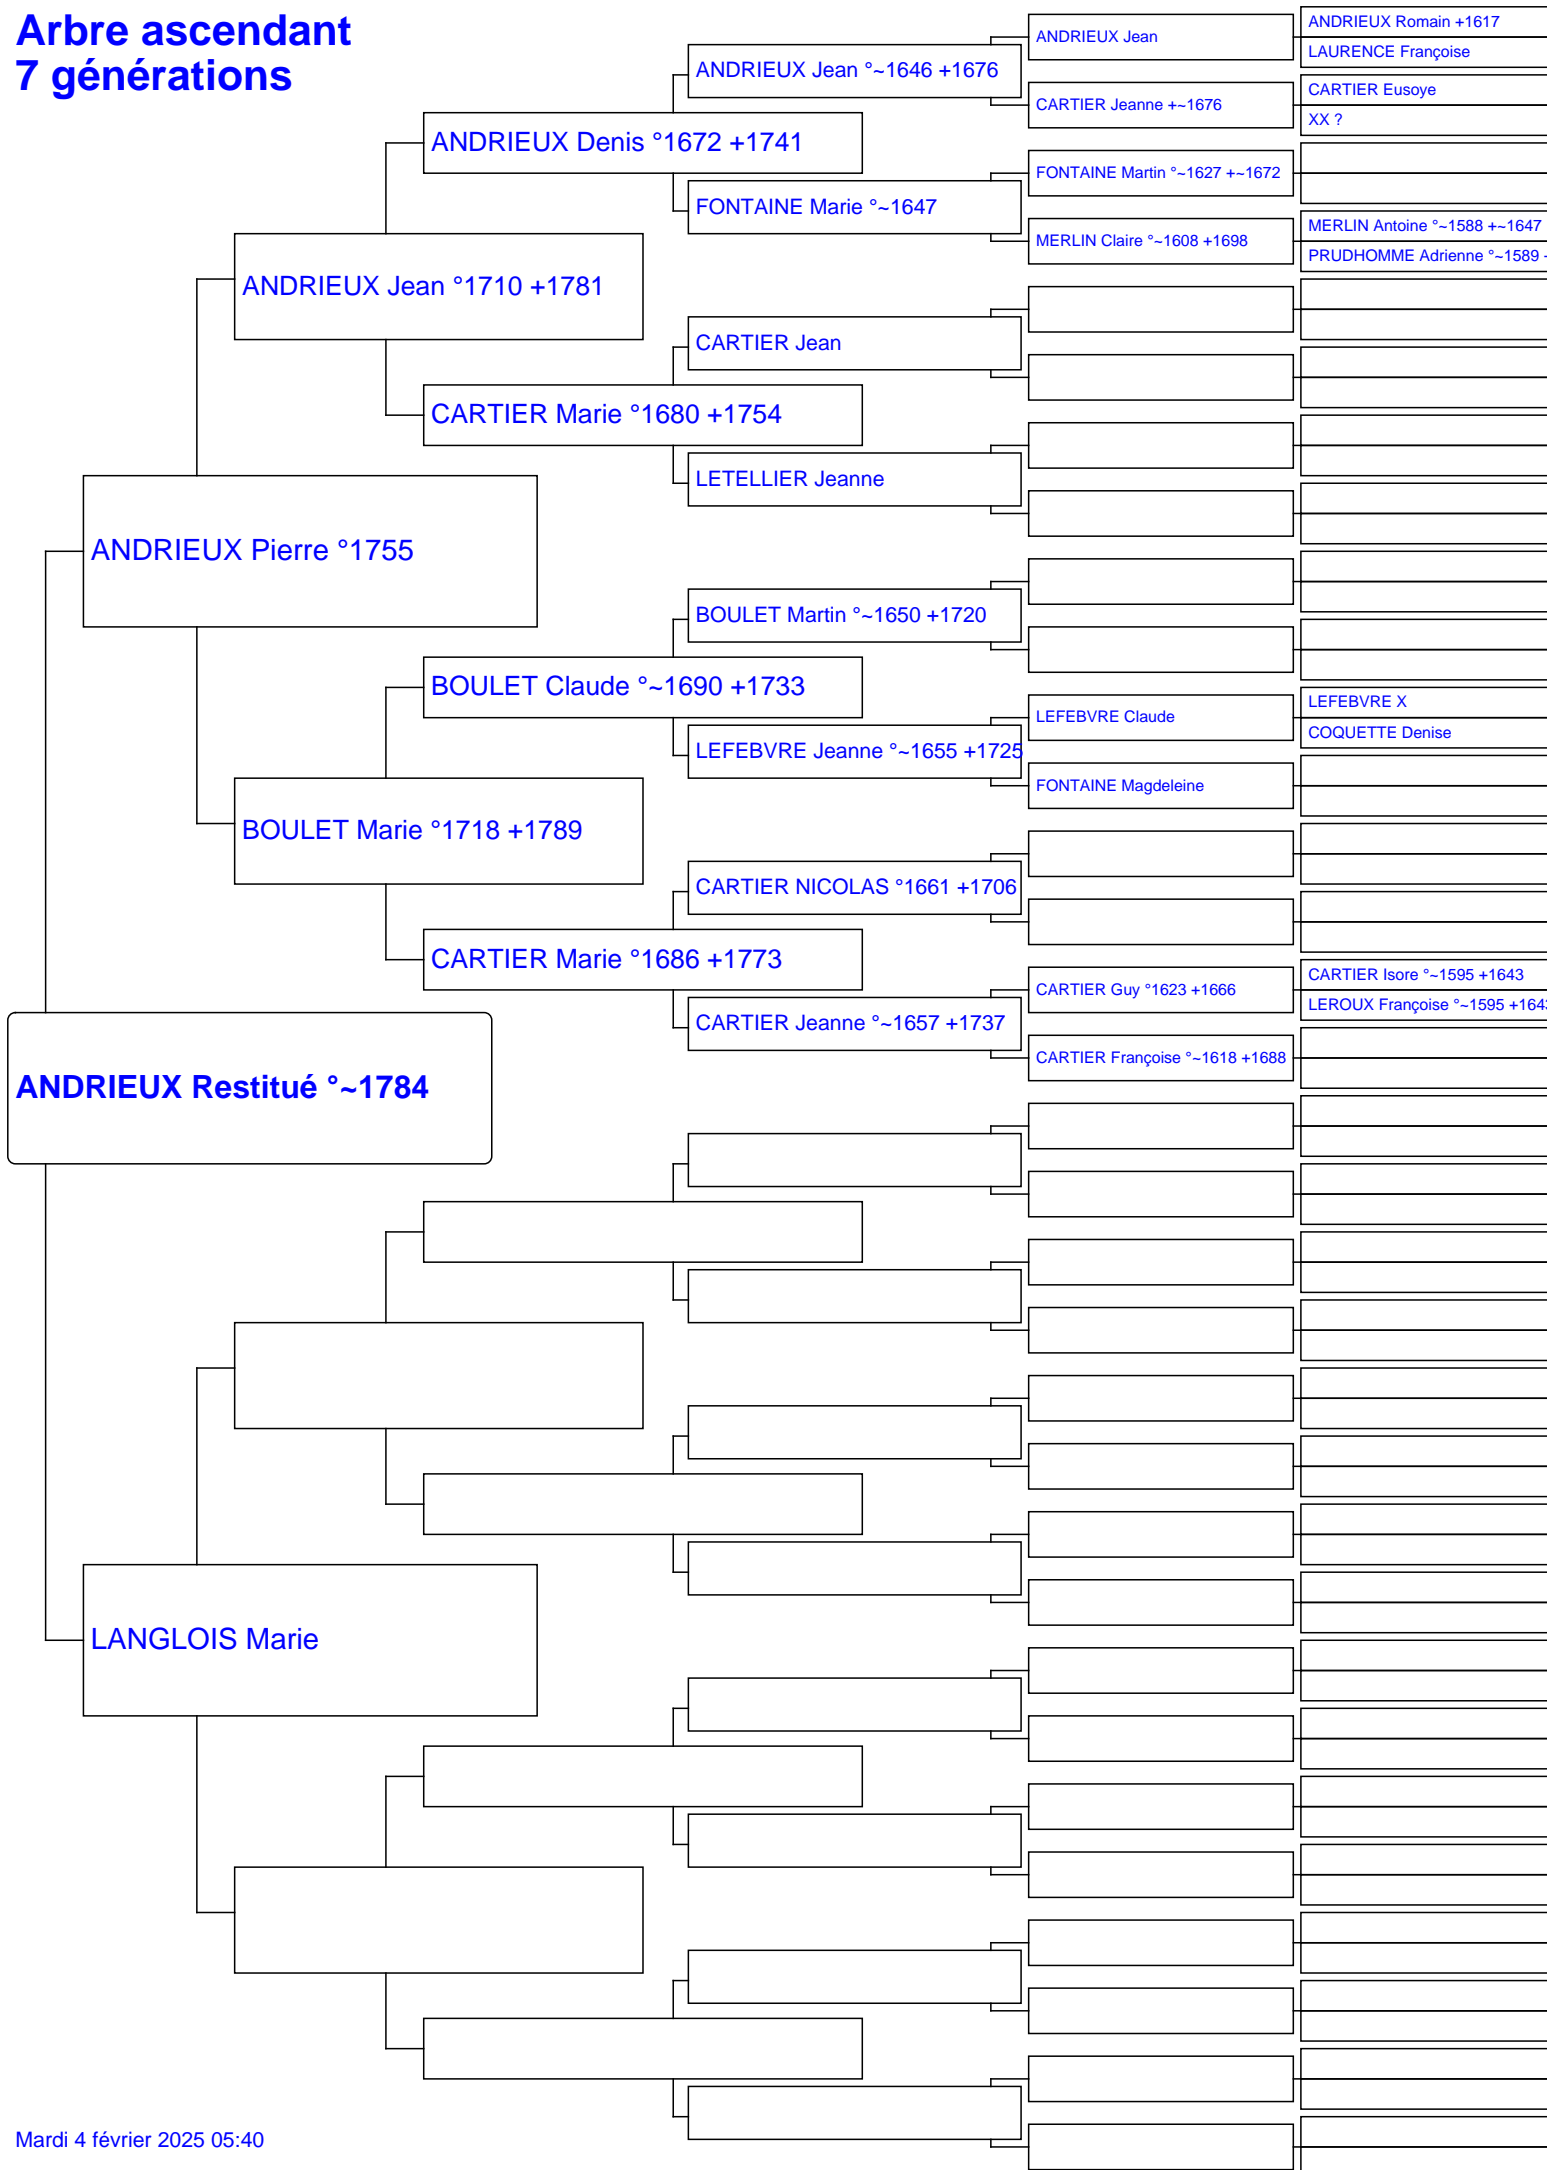 Arbre ascendant
7 générations
ANDRIEUX Restitué °~1784
ANDRIEUX Pierre °1755
LANGLOIS Marie
ANDRIEUX Jean °1710 +1781
BOULET Marie °1718 +1789
ANDRIEUX Denis °1672 +1741
CARTIER Marie °1680 +1754
BOULET Claude °~1690 +1733
CARTIER Marie °1686 +1773
ANDRIEUX Jean °~1646 +1676
FONTAINE Marie °~1647
CARTIER Jean
LETELLIER Jeanne
BOULET Martin °~1650 +1720
LEFEBVRE Jeanne °~1655 +1725
CARTIER NICOLAS °1661 +1706
CARTIER Jeanne °~1657 +1737
ANDRIEUX Jean
CARTIER Jeanne +~1676
FONTAINE Martin °~1627 +~1672
MERLIN Claire °~1608 +1698
LEFEBVRE Claude
FONTAINE Magdeleine
CARTIER Guy °1623 +1666
CARTIER Françoise °~1618 +1688
ANDRIEUX Romain +1617
LAURENCE Françoise
CARTIER Eusoye
XX ?
MERLIN Antoine °~1588 +~1647
PRUDHOMME Adrienne °~1589
LEFEBVRE X
COQUETTE Denise
CARTIER Isore °~1595 +1643
LEROUX Françoise °~1595 +1643
Mardi 4 février 2025 05:40